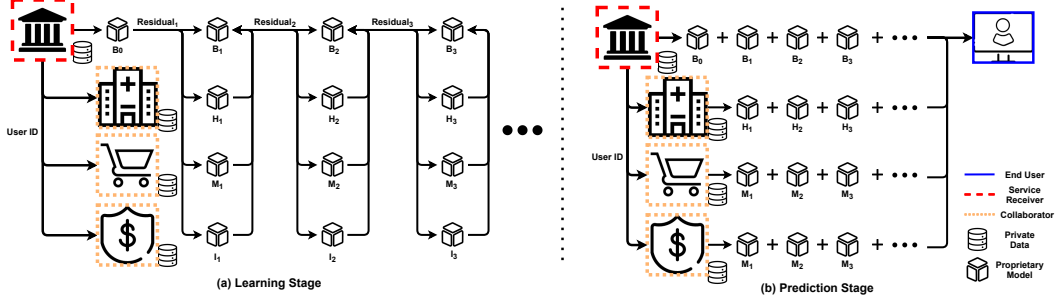 Residual₁ Residual₂ Residual₃
B₀ B₁ B₂ B₃
H₁ H₂ H₃
User ID
M₁ M₂ M₃
$
I₁ I₂ I₃
(a) Learning Stage
B₀ + B₁ + B₂ + B₃ +
H₁ + H₂ + H₃ +
User ID
M₁ + M₂ + M₃ +
$
M₁ + M₂ + M₃ +
(b) Prediction Stage
End User
Service
Receiver
Collaborator
Private
Data
Proprietary
Model